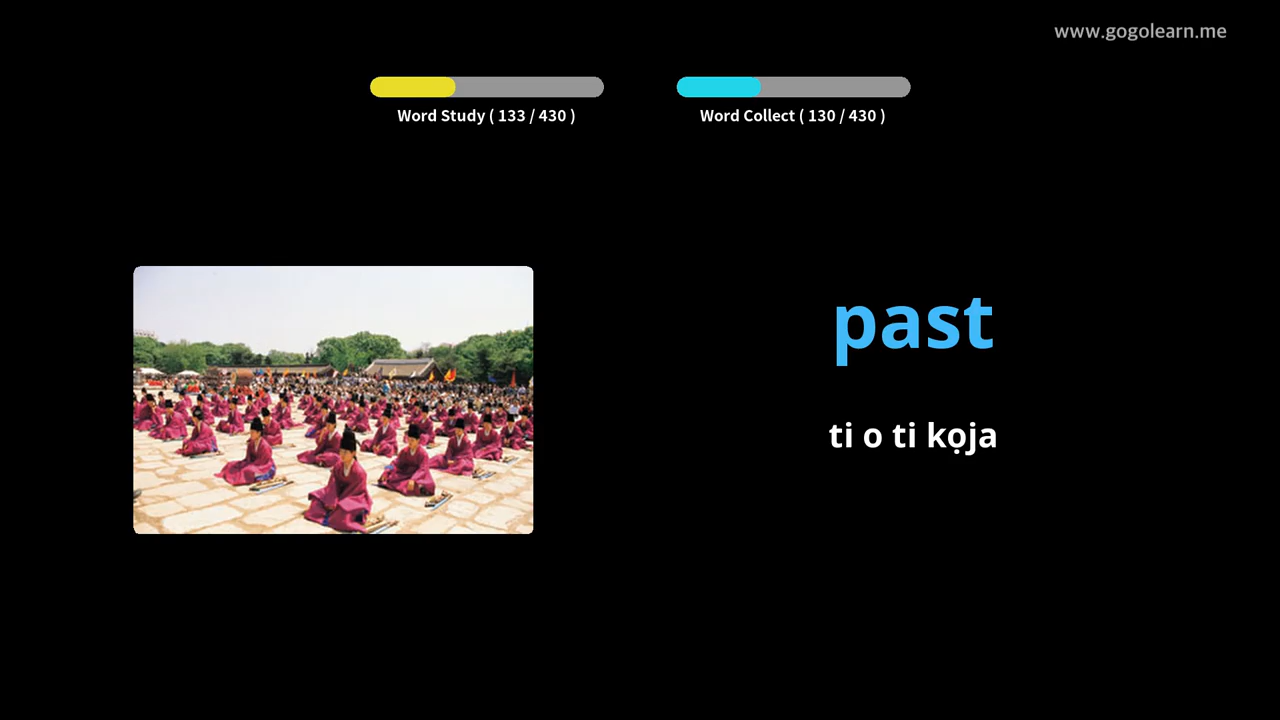 www.gogolearn.me
Word Study ( 133 / 430 )
Word Collect ( 130 / 430 )
past
ti o ti kọja